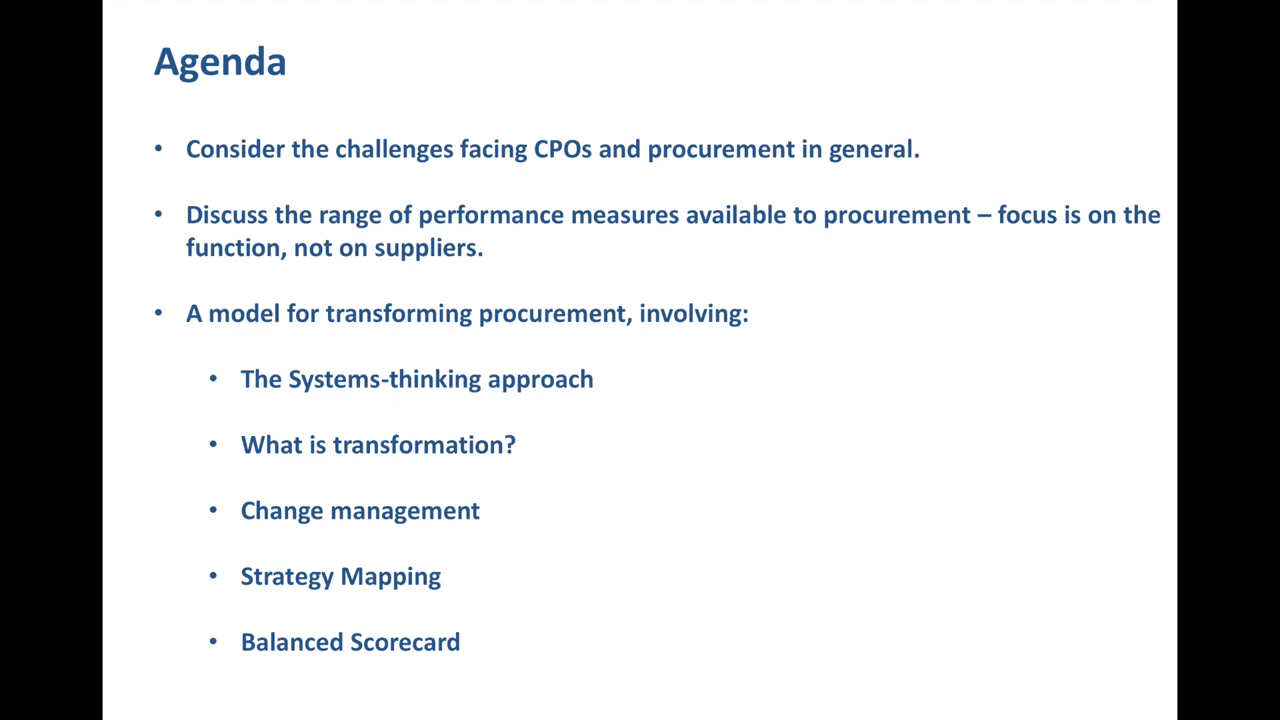 Agenda
• Consider the challenges facing CPOs and procurement in general.
• Discuss the range of performance measures available to procurement – focus is on the
function, not on suppliers.
• A model for transforming procurement, involving:
• The Systems-thinking approach
• What is transformation?
• Change management
• Strategy Mapping
• Balanced Scorecard